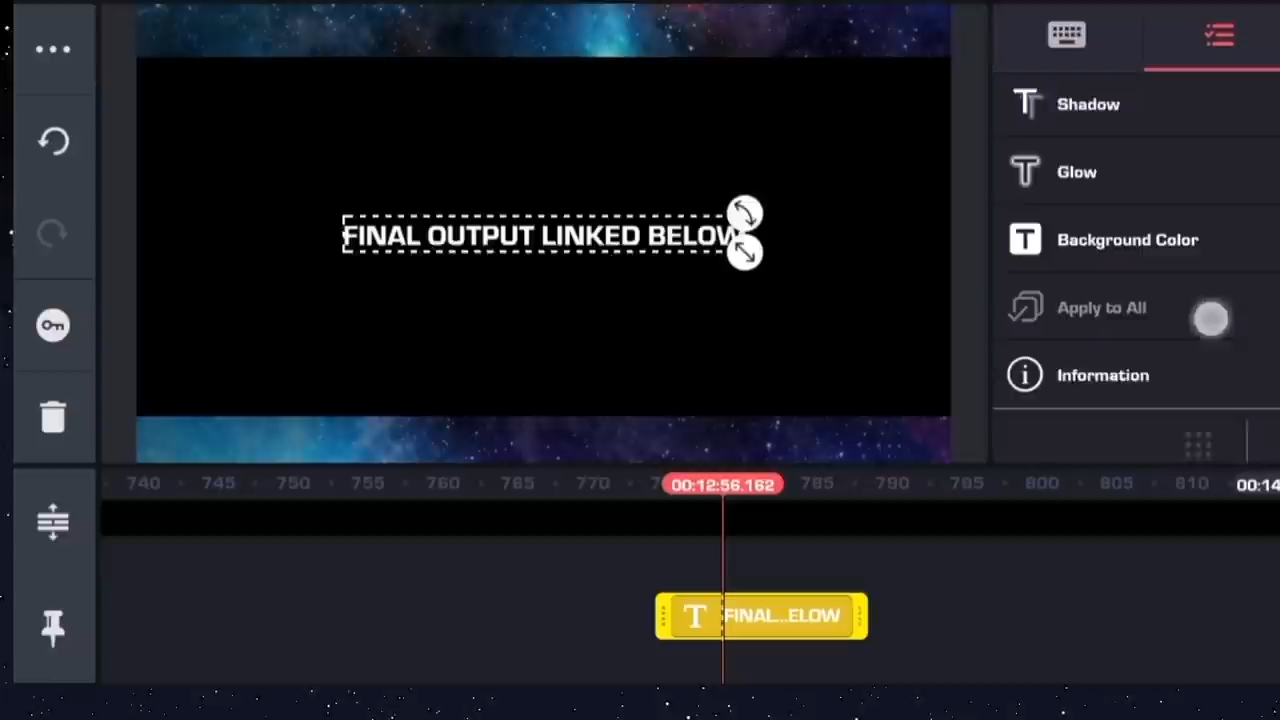 Shadow
Glow
FINAL OUTPUT LINKED BELOW
T Background Color
Apply to All
i Information
740 745 750 755 760 765 770 00:12:56.162 785 790 795 800 805 810 00:14
T FINAL...ELOW